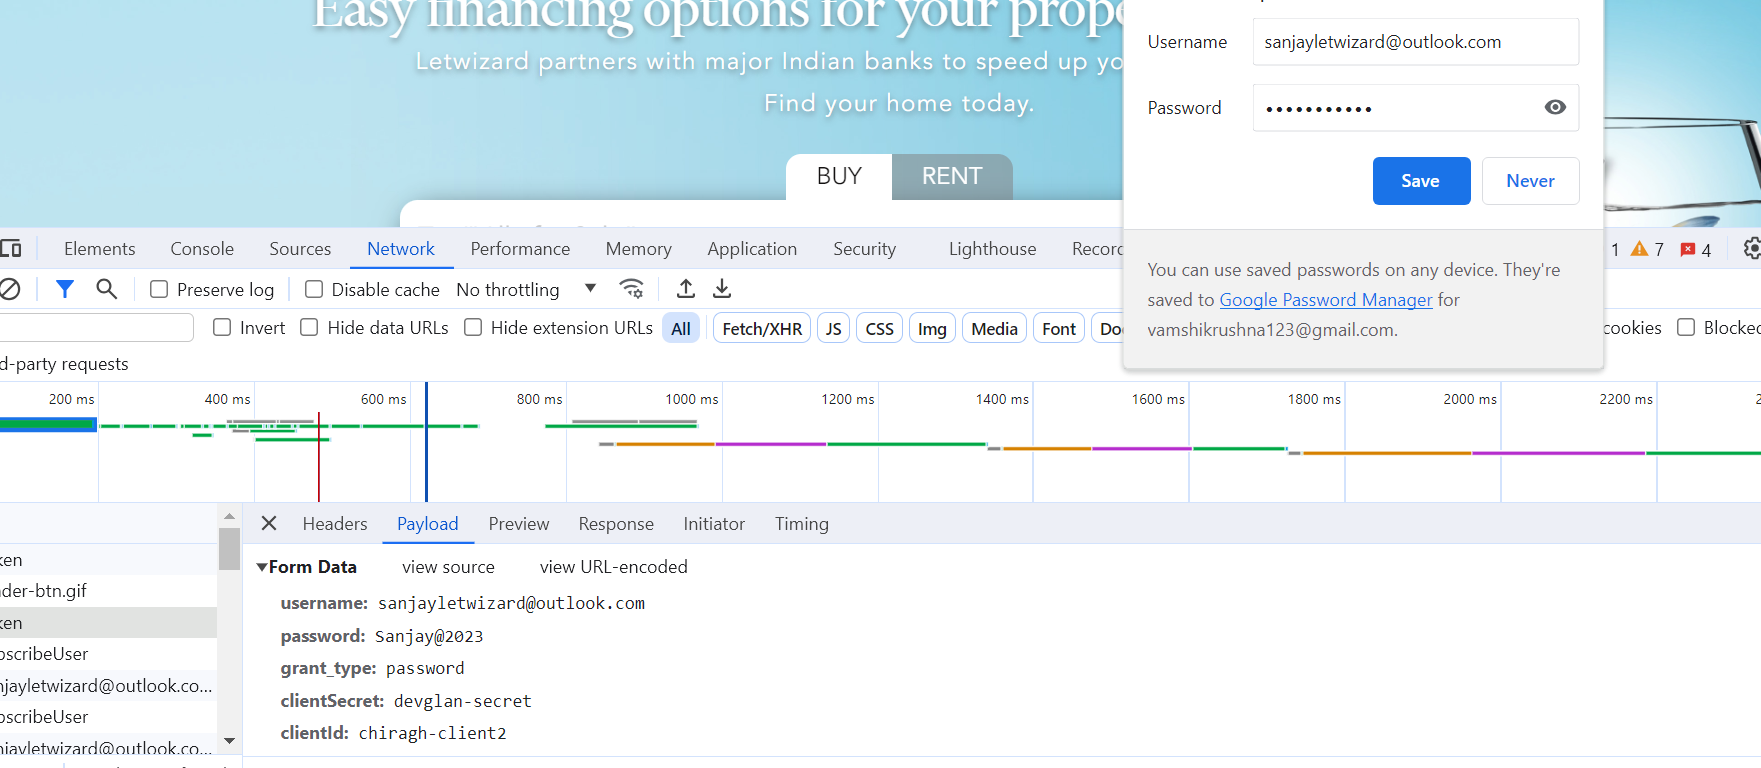 Easy financing options for your prope
Letwizard partners with major Indian banks to speed up yo
Find your home today.
BUY RENT
Username sanjayletwizard@outlook.com
Password •••••••••••
Save Never
You can use saved passwords on any device. They're
saved to Google Password Manager for
vamshikrushna123@gmail.com.
Elements Console Sources Network Performance Memory Application Security Lighthouse Recor 1 7 4
Preserve log Disable cache No throttling
Invert Hide data URLs Hide extension URLs All Fetch/XHR JS CSS Img Media Font Do cookies Blocked
d-party requests
200 ms 400 ms 600 ms 800 ms 1000 ms 1200 ms 1400 ms 1600 ms 1800 ms 2000 ms 2200 ms 2
Headers Payload Preview Response Initiator Timing
ken
der-btn.gif
ken
oscribeUser
njayletwizard@outlook.co...
oscribeUser
njayletwizard@outlook.co...
Form Data view source view URL-encoded
username: sanjayletwizard@outlook.com
password: Sanjay@2023
grant_type: password
clientSecret: devglan-secret
clientId: chiragh-client2